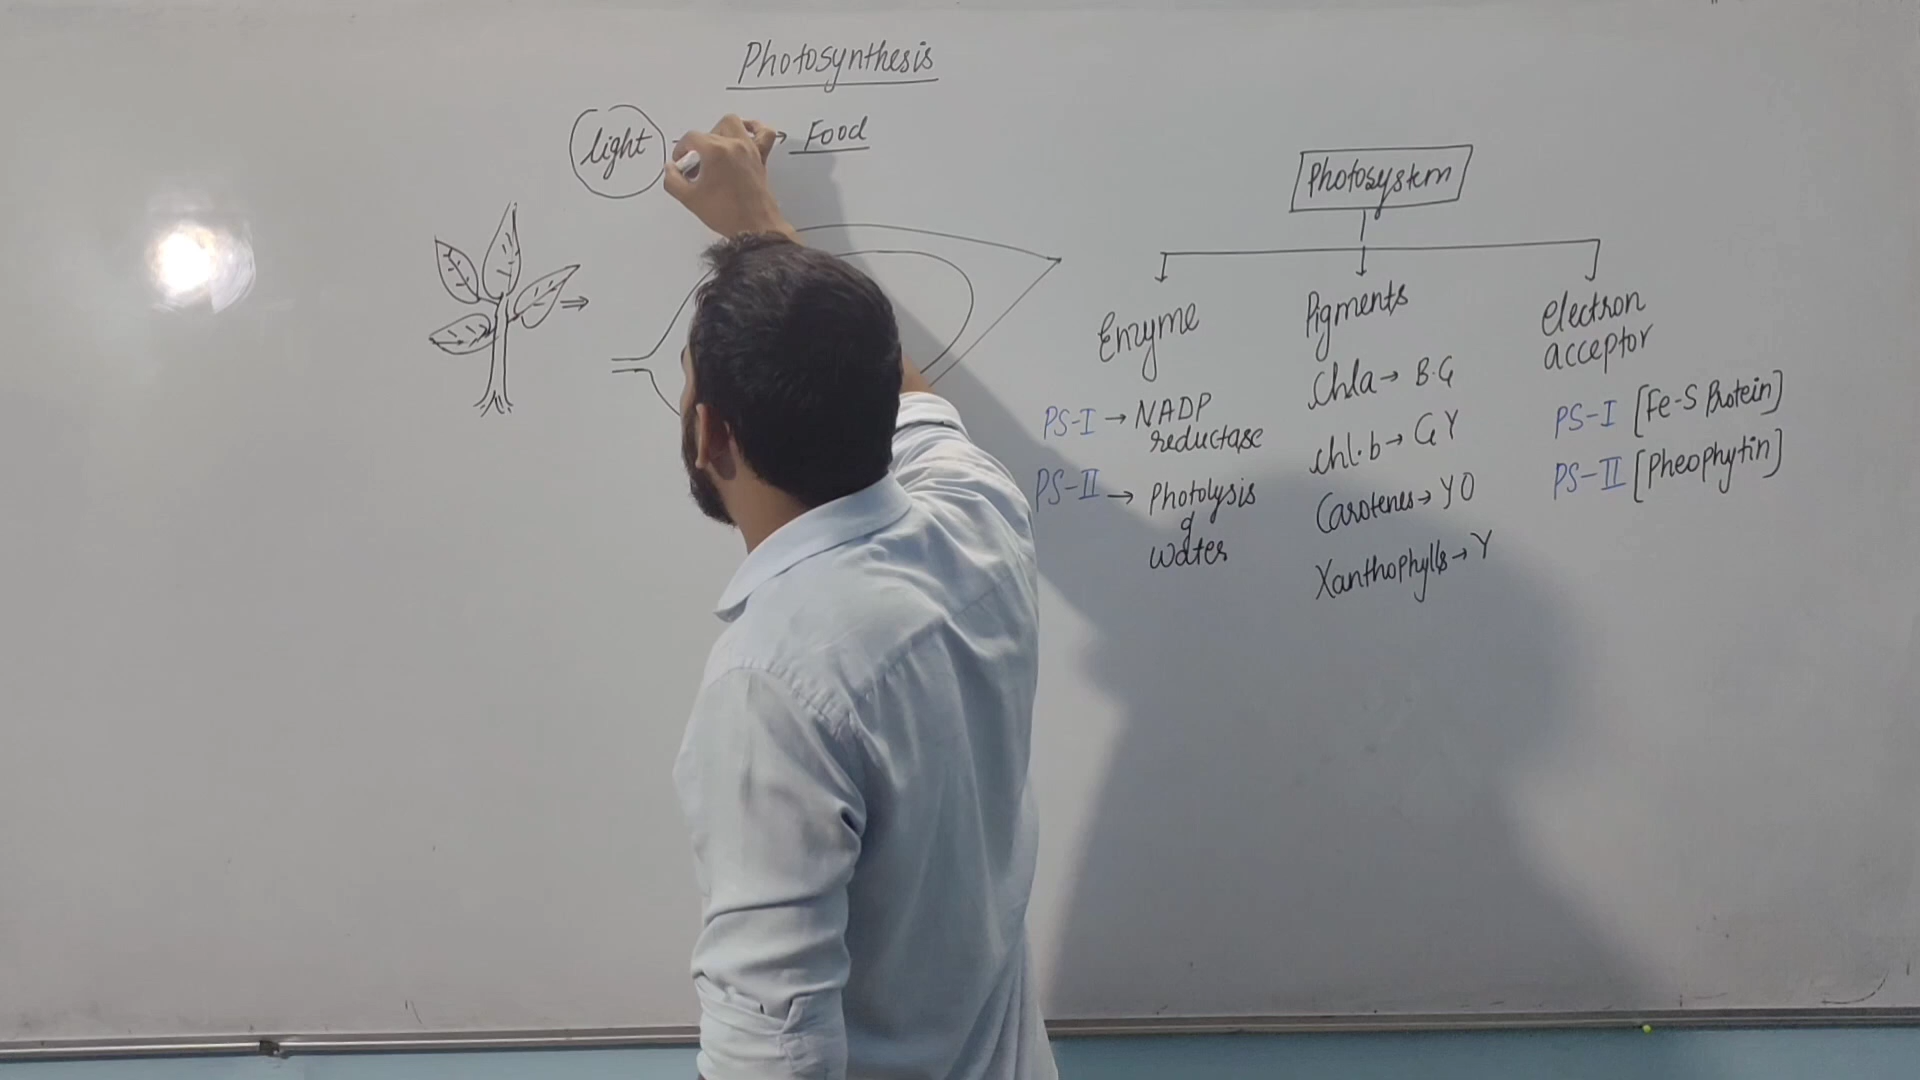 Photosynthesis
light → Food
Photosystem
Enzyme
PS-I → NADP
reductase
PS-II → Photolysis
of
water
Pigments
Chla → B.G
Chl.b → GY
Carotenes → YO
Xanthophylls → Y
electron
acceptor
PS-I [Fe-S Protein]
PS-II [Pheophytin]